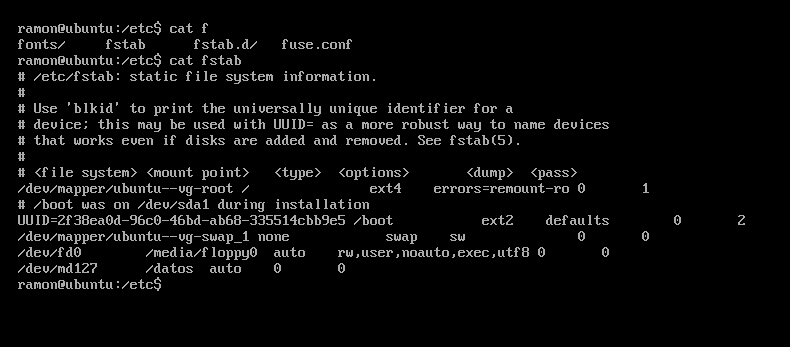 ramon@ubuntu:/etc$ cat f
fonts/     fstab      fstab.d/   fuse.conf
ramon@ubuntu:/etc$ cat fstab
# /etc/fstab: static file system information.
#
# Use 'blkid' to print the universally unique identifier for a
# device; this may be used with UUID= as a more robust way to name devices
# that works even if disks are added and removed. See fstab(5).
#
# <file system> <mount point>   <type>  <options>       <dump>  <pass>
/dev/mapper/ubuntu--vg-root /               ext4    errors=remount-ro 0       1
# /boot was on /dev/sda1 during installation
UUID=2f38ea0d-96c0-46bd-ab68-335514cbb9e5 /boot           ext2    defaults        0       2
/dev/mapper/ubuntu--vg-swap_1 none            swap    sw              0       0
/dev/fd0        /media/floppy0  auto    rw,user,noauto,exec,utf8 0       0
/dev/md127      /datos  auto    0       0
ramon@ubuntu:/etc$